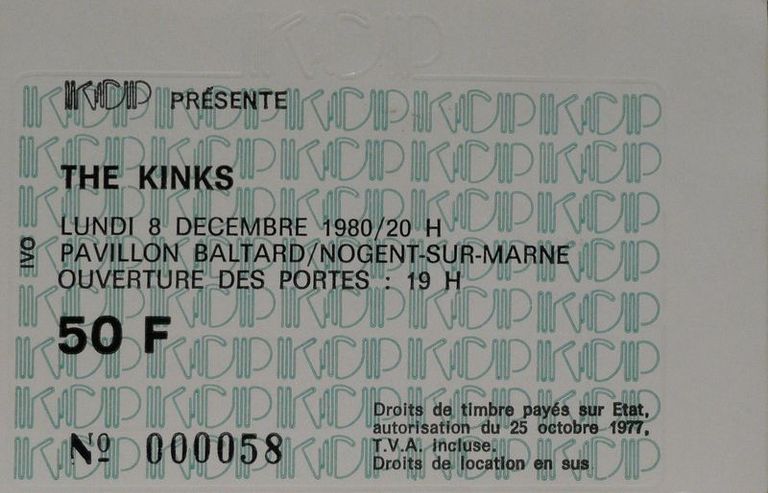 KCP PRÉSENTE
THE KINKS
LUNDI 8 DECEMBRE 1980/20 H
PAVILLON BALTARD/NOGENT-SUR-MARNE
OUVERTURE DES PORTES : 19 H
IVO
50 F
Droits de timbre payés sur Etat,
autorisation du 25 octobre 1977,
T.V.A. incluse.
Droits de location en sus
Nº 000058